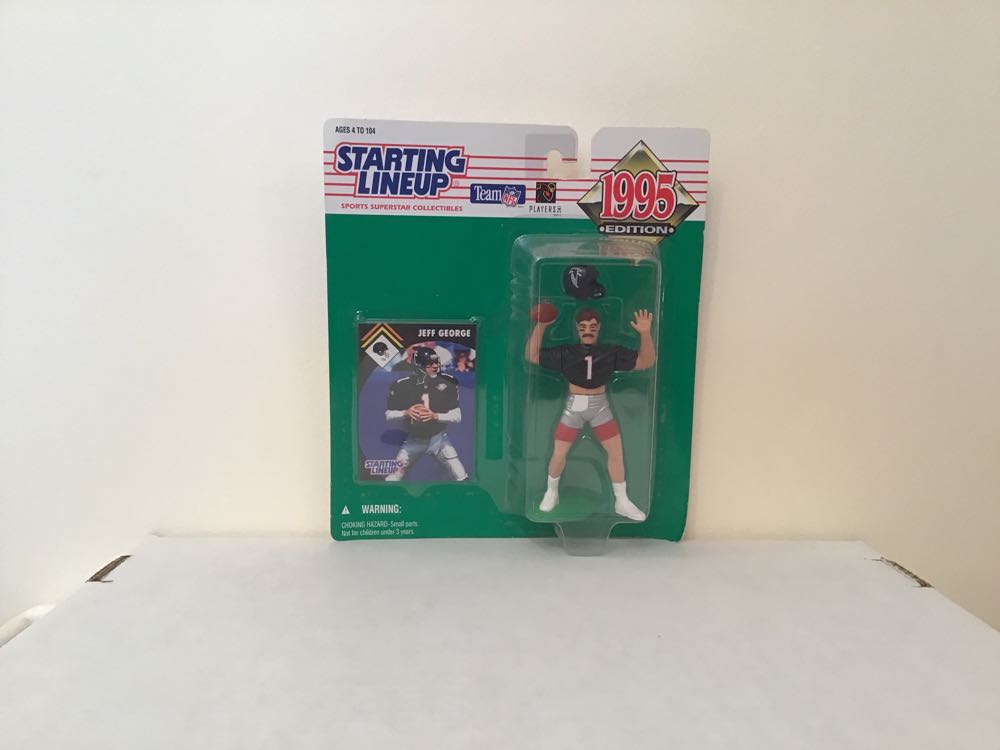 AGES 4 TO 104
STARTING
LINEUP
SPORTS SUPERSTAR COLLECTIBLES
Team NFL
PLAYERS
1995
EDITION
JEFF GEORGE
1
1
STARTING
LINEUP
WARNING:
CHOKING HAZARD-Small parts
Not for children under 3 years.